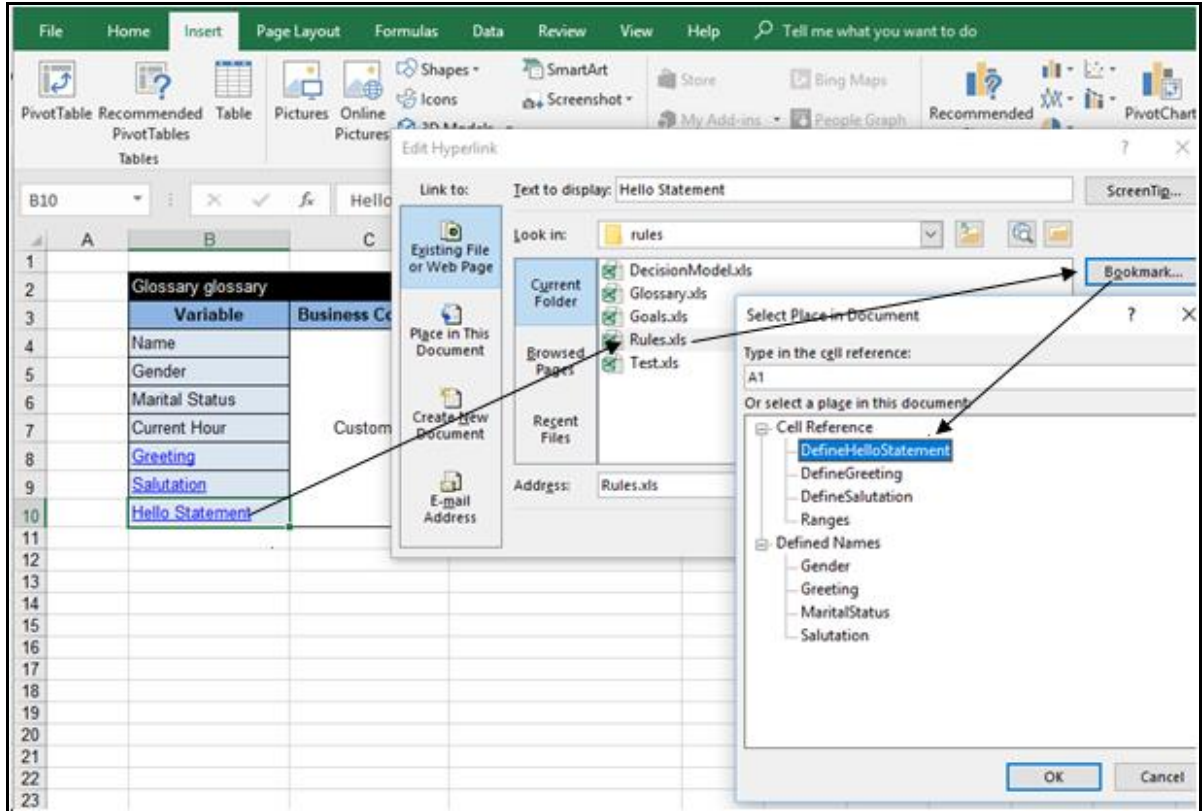 File Home Insert Page Layout Formulas Data Review View Help Tell me what you want to do
PivotTable Recommended PivotTables Table
Tables
Pictures Online Pictures
Shapes
Icons
3D Models
SmartArt
Screenshot
Store
My Add-ins
Bing Maps
People Graph
Recommended
PivotChart
B10 fx Hello
A B C
1
2 Glossary glossary
3 Variable Business Co
4 Name
5 Gender
6 Marital Status
7 Current Hour Custom
8 Greeting
9 Salutation
10 Hello Statement
11
12
13
14
15
16
17
18
19
20
21
22
23
Edit Hyperlink ? X
Link to: Text to display: Hello Statement ScreenTip...
Existing File or Web Page
Place in This Document
Create New Document
E-mail Address
Look in: rules
Current Folder
Browsed Pages
Recent Files
DecisionModel.xls
Glossary.xls
Goals.xls
Rules.xls
Test.xls
Bookmark...
Address: Rules.xls
Select Place in Document ? X
Type in the cell reference:
A1
Or select a place in this document:
Cell Reference
DefineHelloStatement
DefineGreeting
DefineSalutation
Ranges
Defined Names
Gender
Greeting
MaritalStatus
Salutation
OK Cancel